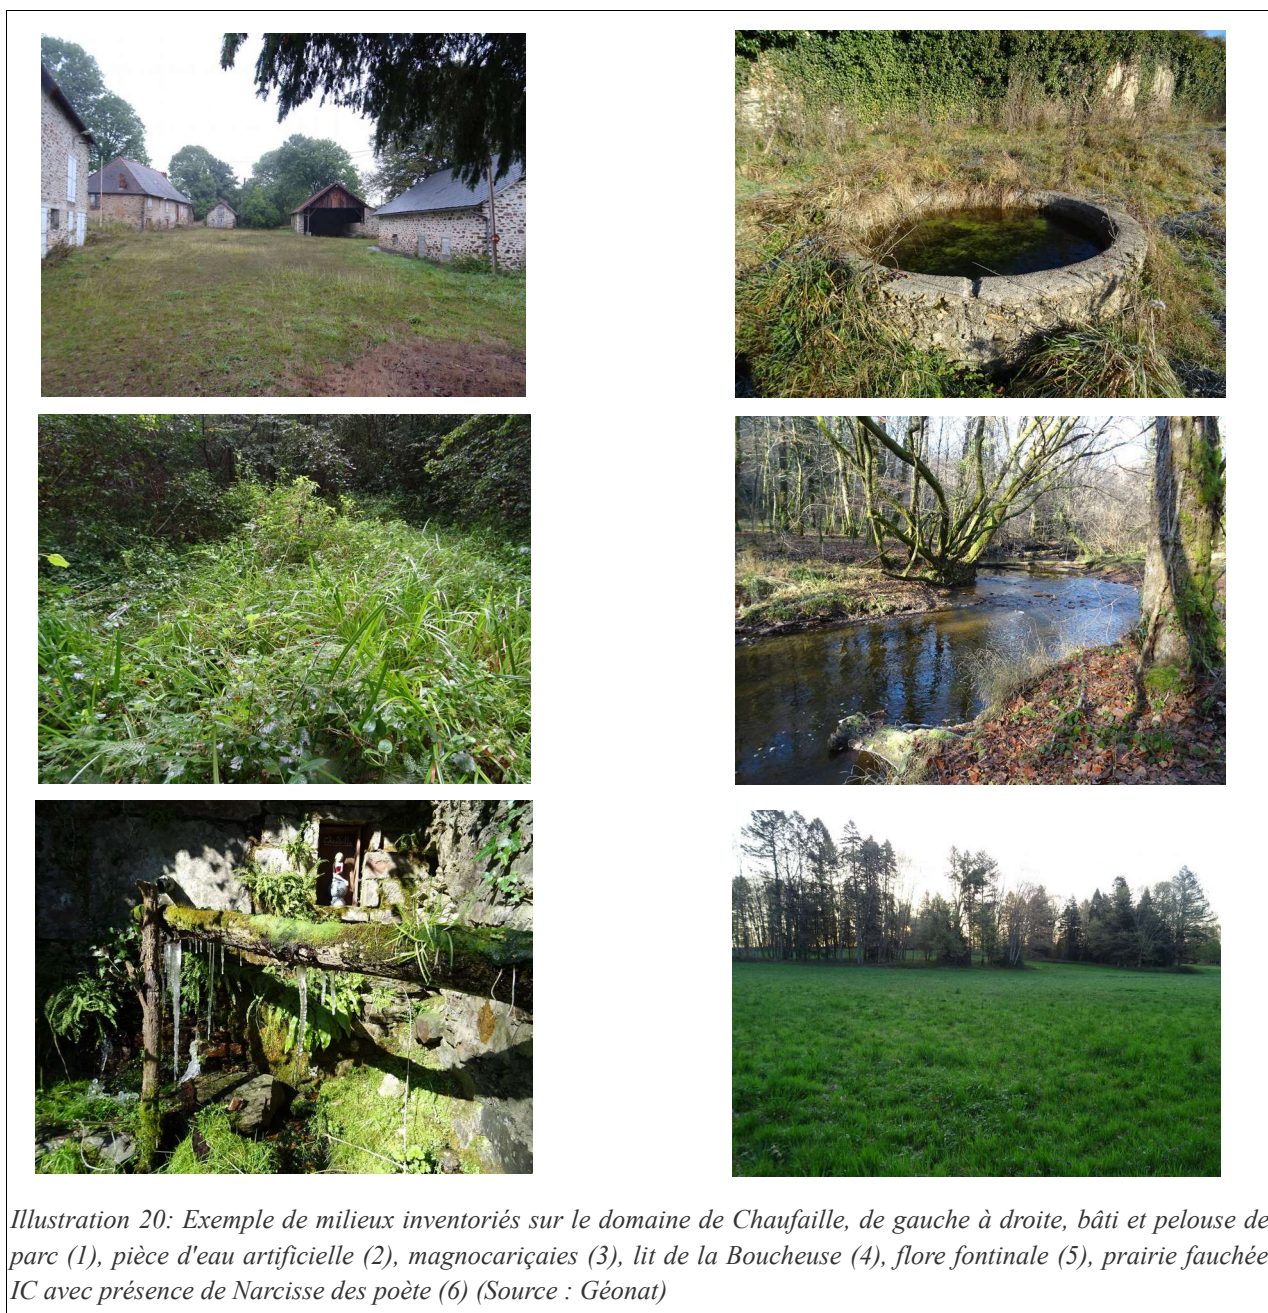 Illustration 20: Exemple de milieux inventoriés sur le domaine de Chaufaille, de gauche à droite, bâti et pelouse de
parc (1), pièce d'eau artificielle (2), magnocariçaies (3), lit de la Boucheuse (4), flore fontinale (5), prairie fauchée
IC avec présence de Narcisse des poète (6) (Source : Géonat)